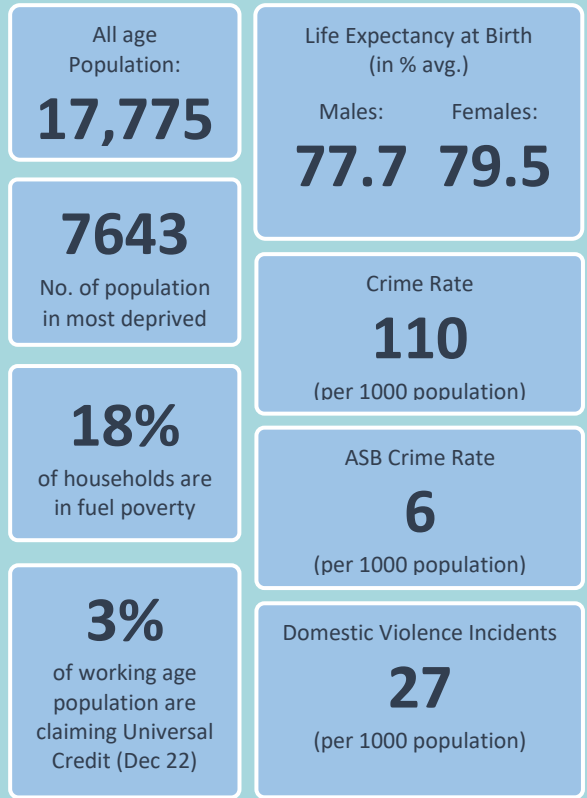 All age
Population:
17,775
7643
No. of population
in most deprived
18%
of households are
in fuel poverty
3%
of working age
population are
claiming Universal
Credit (Dec 22)
Life Expectancy at Birth
(in % avg.)
Males: Females:
77.7 79.5
Crime Rate
110
(per 1000 population)
ASB Crime Rate
6
(per 1000 population)
Domestic Violence Incidents
27
(per 1000 population)